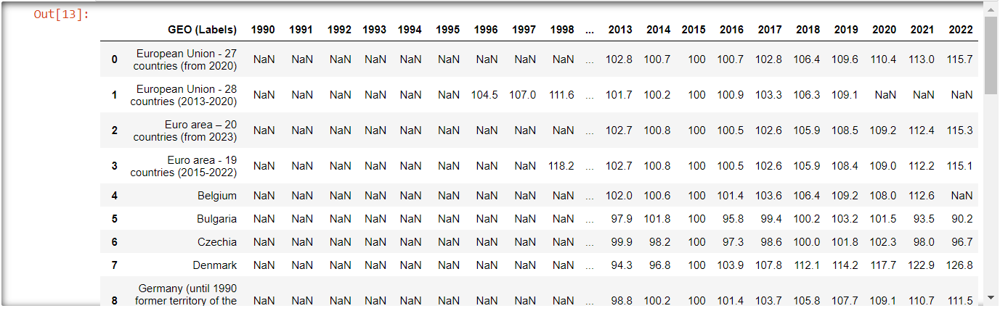 Out[13]:
GEO (Labels) 1990 1991 1992 1993 1994 1995 1996 1997 1998 ... 2013 2014 2015 2016 2017 2018 2019 2020 2021 2022
0 European Union - 27 countries (from 2020) NaN NaN NaN NaN NaN NaN NaN NaN NaN ... 102.8 100.7 100 100.7 102.8 106.4 109.6 110.4 113.0 115.7
1 European Union - 28 countries (2013-2020) NaN NaN NaN NaN NaN NaN 104.5 107.0 111.6 ... 101.7 100.2 100 100.9 103.3 106.3 109.1 NaN NaN NaN
2 Euro area – 20 countries (from 2023) NaN NaN NaN NaN NaN NaN NaN NaN NaN ... 102.7 100.8 100 100.5 102.6 105.9 108.5 109.2 112.4 115.3
3 Euro area - 19 countries (2015-2022) NaN NaN NaN NaN NaN NaN NaN NaN 118.2 ... 102.7 100.8 100 100.5 102.6 105.9 108.4 109.0 112.2 115.1
4 Belgium NaN NaN NaN NaN NaN NaN NaN NaN NaN ... 102.0 100.6 100 101.4 103.6 106.4 109.2 108.0 112.6 NaN
5 Bulgaria NaN NaN NaN NaN NaN NaN NaN NaN NaN ... 97.9 101.8 100 95.8 99.4 100.2 103.2 101.5 93.5 90.2
6 Czechia NaN NaN NaN NaN NaN NaN NaN NaN NaN ... 99.9 98.2 100 97.3 98.6 100.0 101.8 102.3 98.0 96.7
7 Denmark NaN NaN NaN NaN NaN NaN NaN NaN NaN ... 94.3 96.8 100 103.9 107.8 112.1 114.2 117.7 122.9 126.8
8 Germany (until 1990 former territory of the NaN NaN NaN NaN NaN NaN NaN NaN NaN ... 98.8 100.2 100 101.4 103.7 105.8 107.7 109.1 110.7 111.5